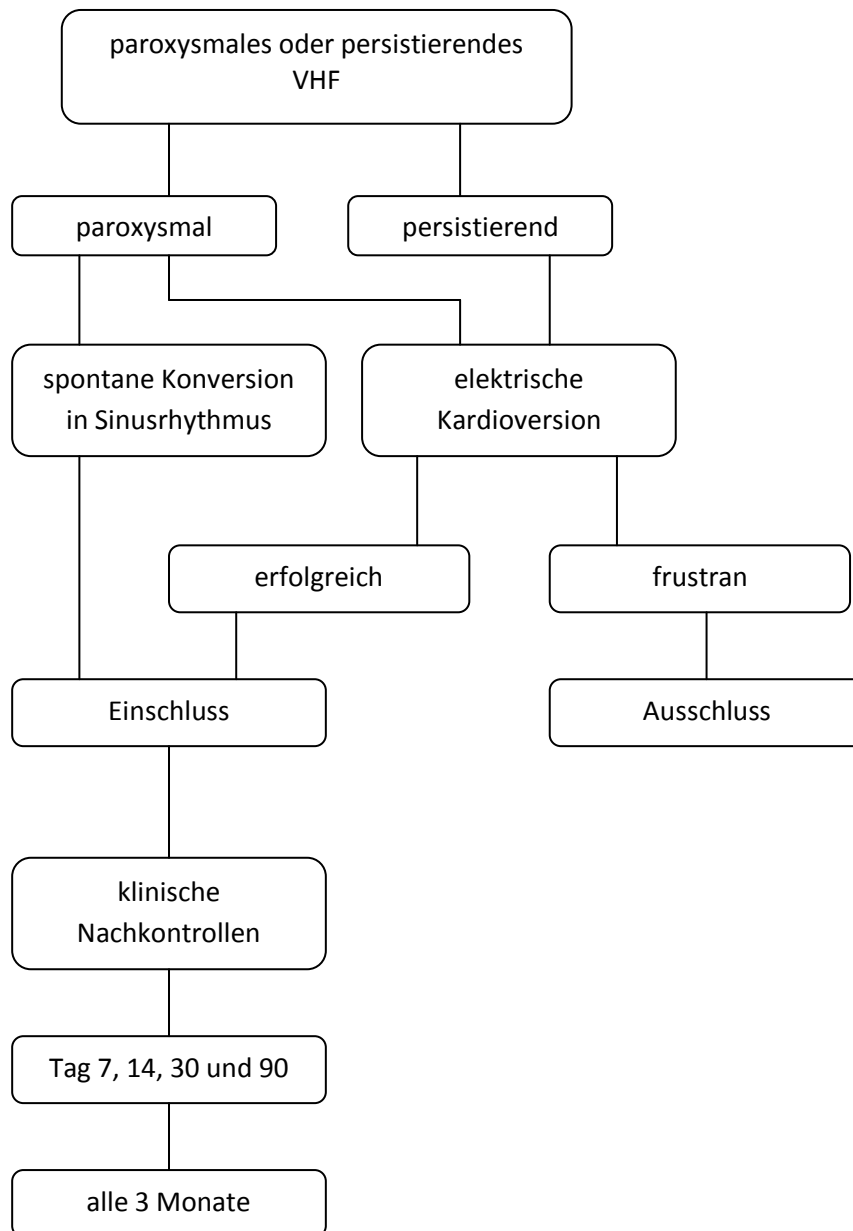 paroxysmales oder persistierendes
VHF
paroxysmal
persistierend
spontane Konversion
in Sinusrhythmus
elektrische
Kardioversion
erfolgreich
frustran
Einschluss
Ausschluss
klinische
Nachkontrollen
Tag 7, 14, 30 und 90
alle 3 Monate